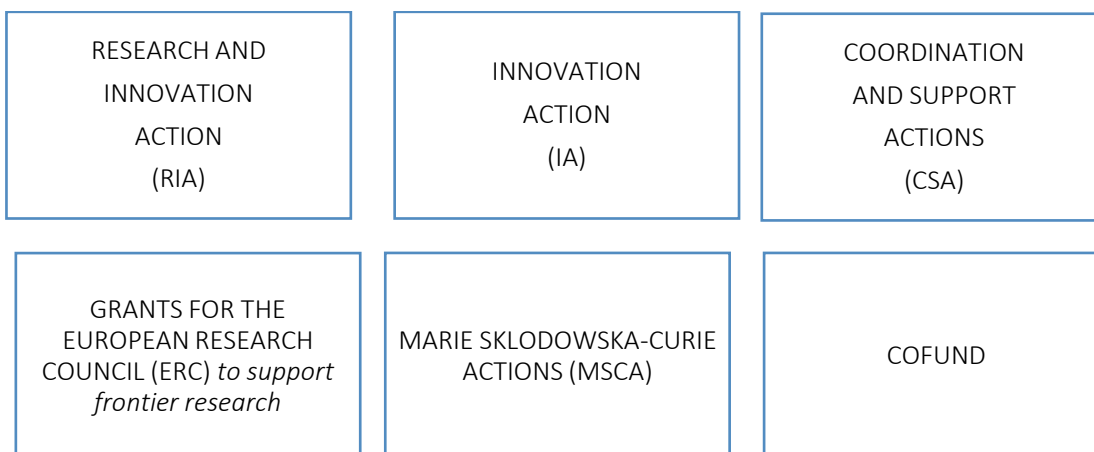 RESEARCH AND
INNOVATION
ACTION
(RIA)
INNOVATION
ACTION
(IA)
COORDINATION
AND SUPPORT
ACTIONS
(CSA)
GRANTS FOR THE
EUROPEAN RESEARCH
COUNCIL (ERC) to support
frontier research
MARIE SKLODOWSKA-CURIE
ACTIONS (MSCA)
COFUND